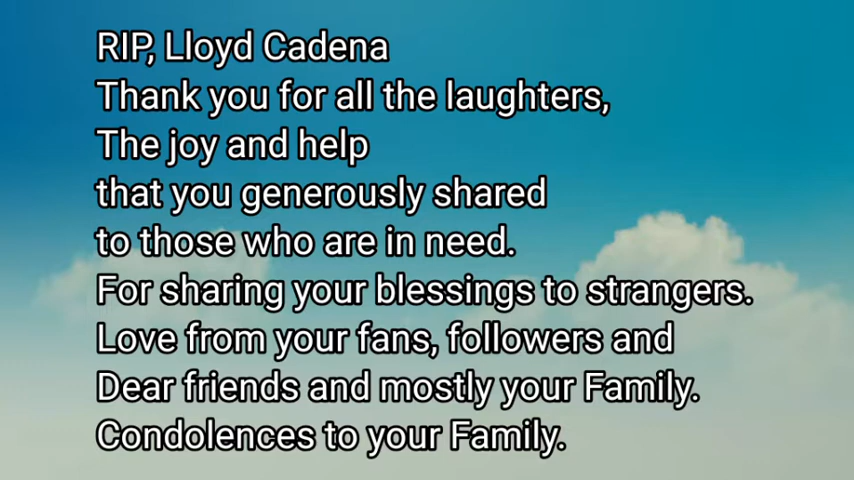 RIP, Lloyd Cadena
Thank you for all the laughters,
The joy and help
that you generously shared
to those who are in need.
For sharing your blessings to strangers.
Love from your fans, followers and
Dear friends and mostly your Family.
Condolences to your Family.